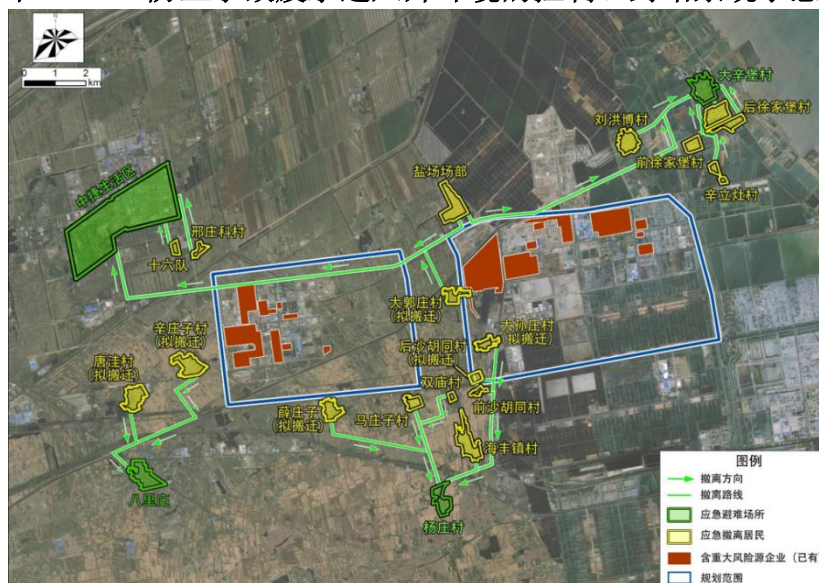 0 1 2
km
大辛堡村
后徐家堡村
刘洪博村
前徐家堡村
辛立灶村
盐场场部
中捷生活区
邢庄科村
十六队
大郭庄村
(拟搬迁)
大孙庄村
(拟搬迁)
后沙胡同村
(拟搬迁)
辛庄子村
(拟搬迁)
唐洼村
(拟搬迁)
双庙村
前沙胡同村
薛庄子
(拟搬迁)
马庄子村
海丰镇村
八里庄
杨庄村
图例
撤离方向
撤离路线
应急避难场所
应急撤离居民
含重大风险源企业(已有)
规划范围